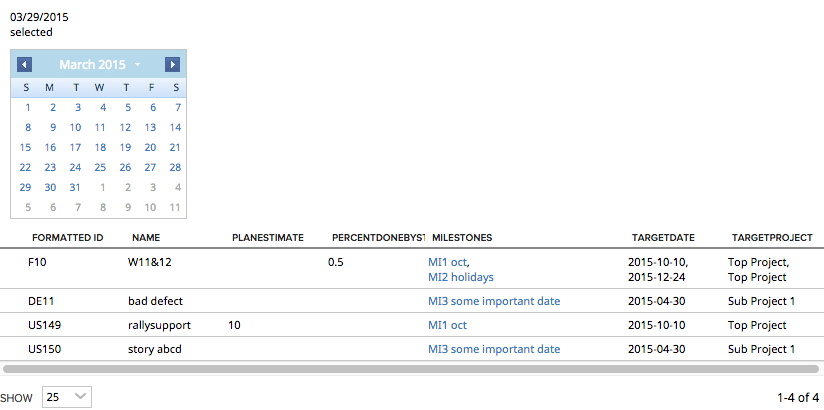 03/29/2015
selected
March 2015
S M T W T F S
1 2 3 4 5 6 7
8 9 10 11 12 13 14
15 16 17 18 19 20 21
22 23 24 25 26 27 28
29 30 31 1 2 3 4
5 6 7 8 9 10 11
FORMATTED ID NAME PLANESTIMATE PERCENTDONEBYST MILESTONES TARGETDATE TARGETPROJECT
F10 W11&12 0.5 MI1 oct, 2015-10-10, Top Project,
MI2 holidays 2015-12-24 Top Project
DE11 bad defect MI3 some important date 2015-04-30 Sub Project 1
US149 rallysupport 10 MI1 oct 2015-10-10 Top Project
US150 story abcd MI3 some important date 2015-04-30 Sub Project 1
SHOW 25 1-4 of 4